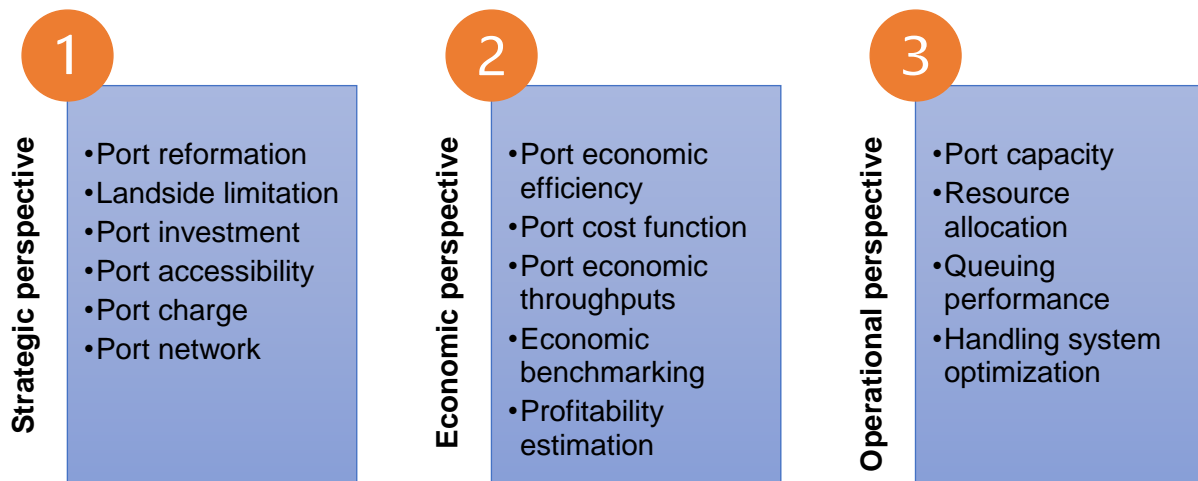 1
Strategic perspective
•Port reformation
•Landside limitation
•Port investment
•Port accessibility
•Port charge
•Port network
2
Economic perspective
•Port economic
efficiency
•Port cost function
•Port economic
throughputs
•Economic
benchmarking
•Profitability
estimation
3
Operational perspective
•Port capacity
•Resource
allocation
•Queuing
performance
•Handling system
optimization